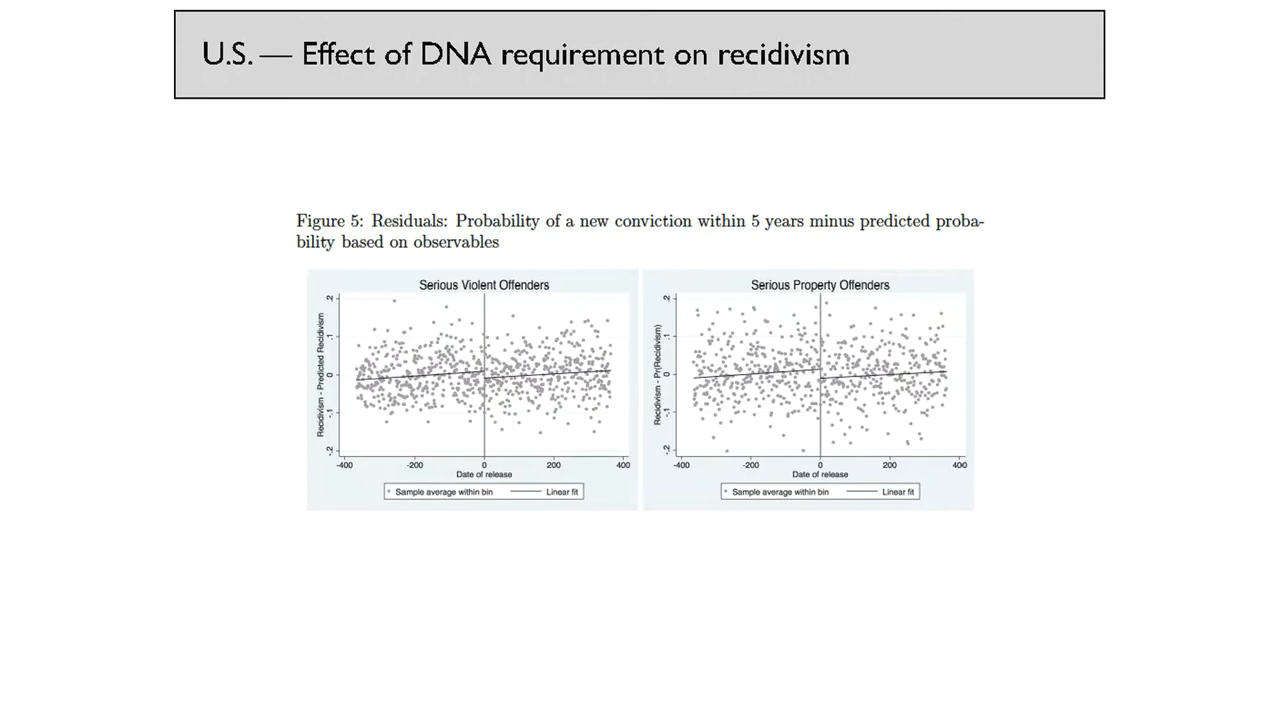 U.S. — Effect of DNA requirement on recidivism
Figure 5: Residuals: Probability of a new conviction within 5 years minus predicted proba-
bility based on observables
Serious Violent Offenders
Recidivism - Predicted Recidivism
.2
.1
0
-.1
-.2
-400
-200
0
200
400
Date of release
Sample average within bin
Linear fit
Serious Property Offenders
Recidivism - Pr(Recidivism)
.2
.1
0
-.1
-.2
-400
-200
0
200
400
Date of release
Sample average within bin
Linear fit